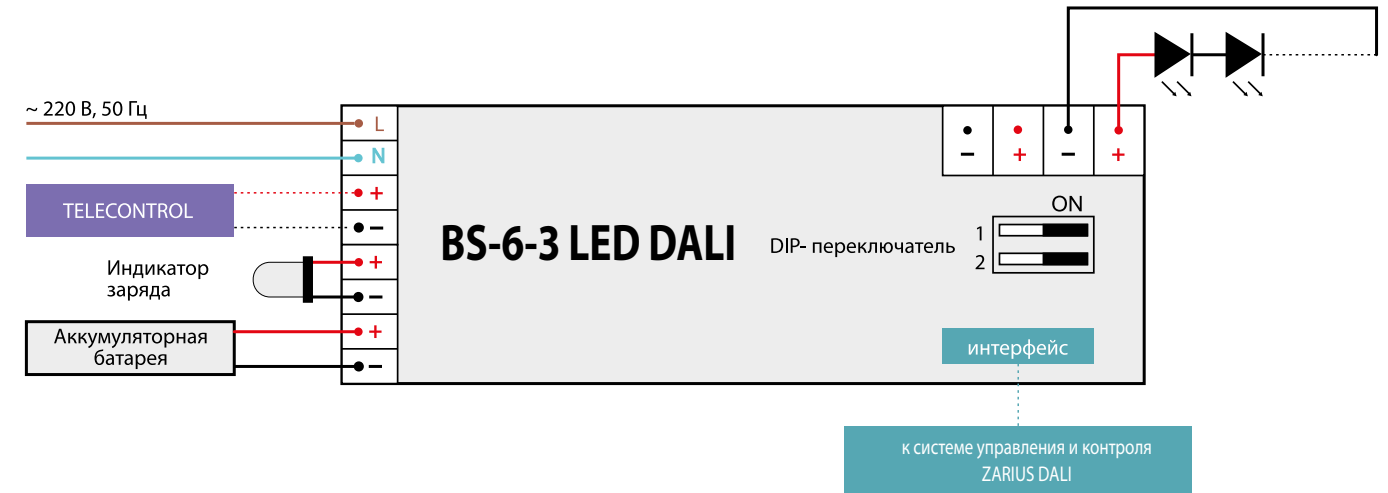 ~ 220 В, 50 Гц
L
N
TELECONTROL
+
−
Индикатор
заряда
+
−
Аккумуляторная
батарея
+
−
BS-6-3 LED DALI
− + − +
DIP- переключатель
ON
1
2
интерфейс
к системе управления и контроля
ZARIUS DALI